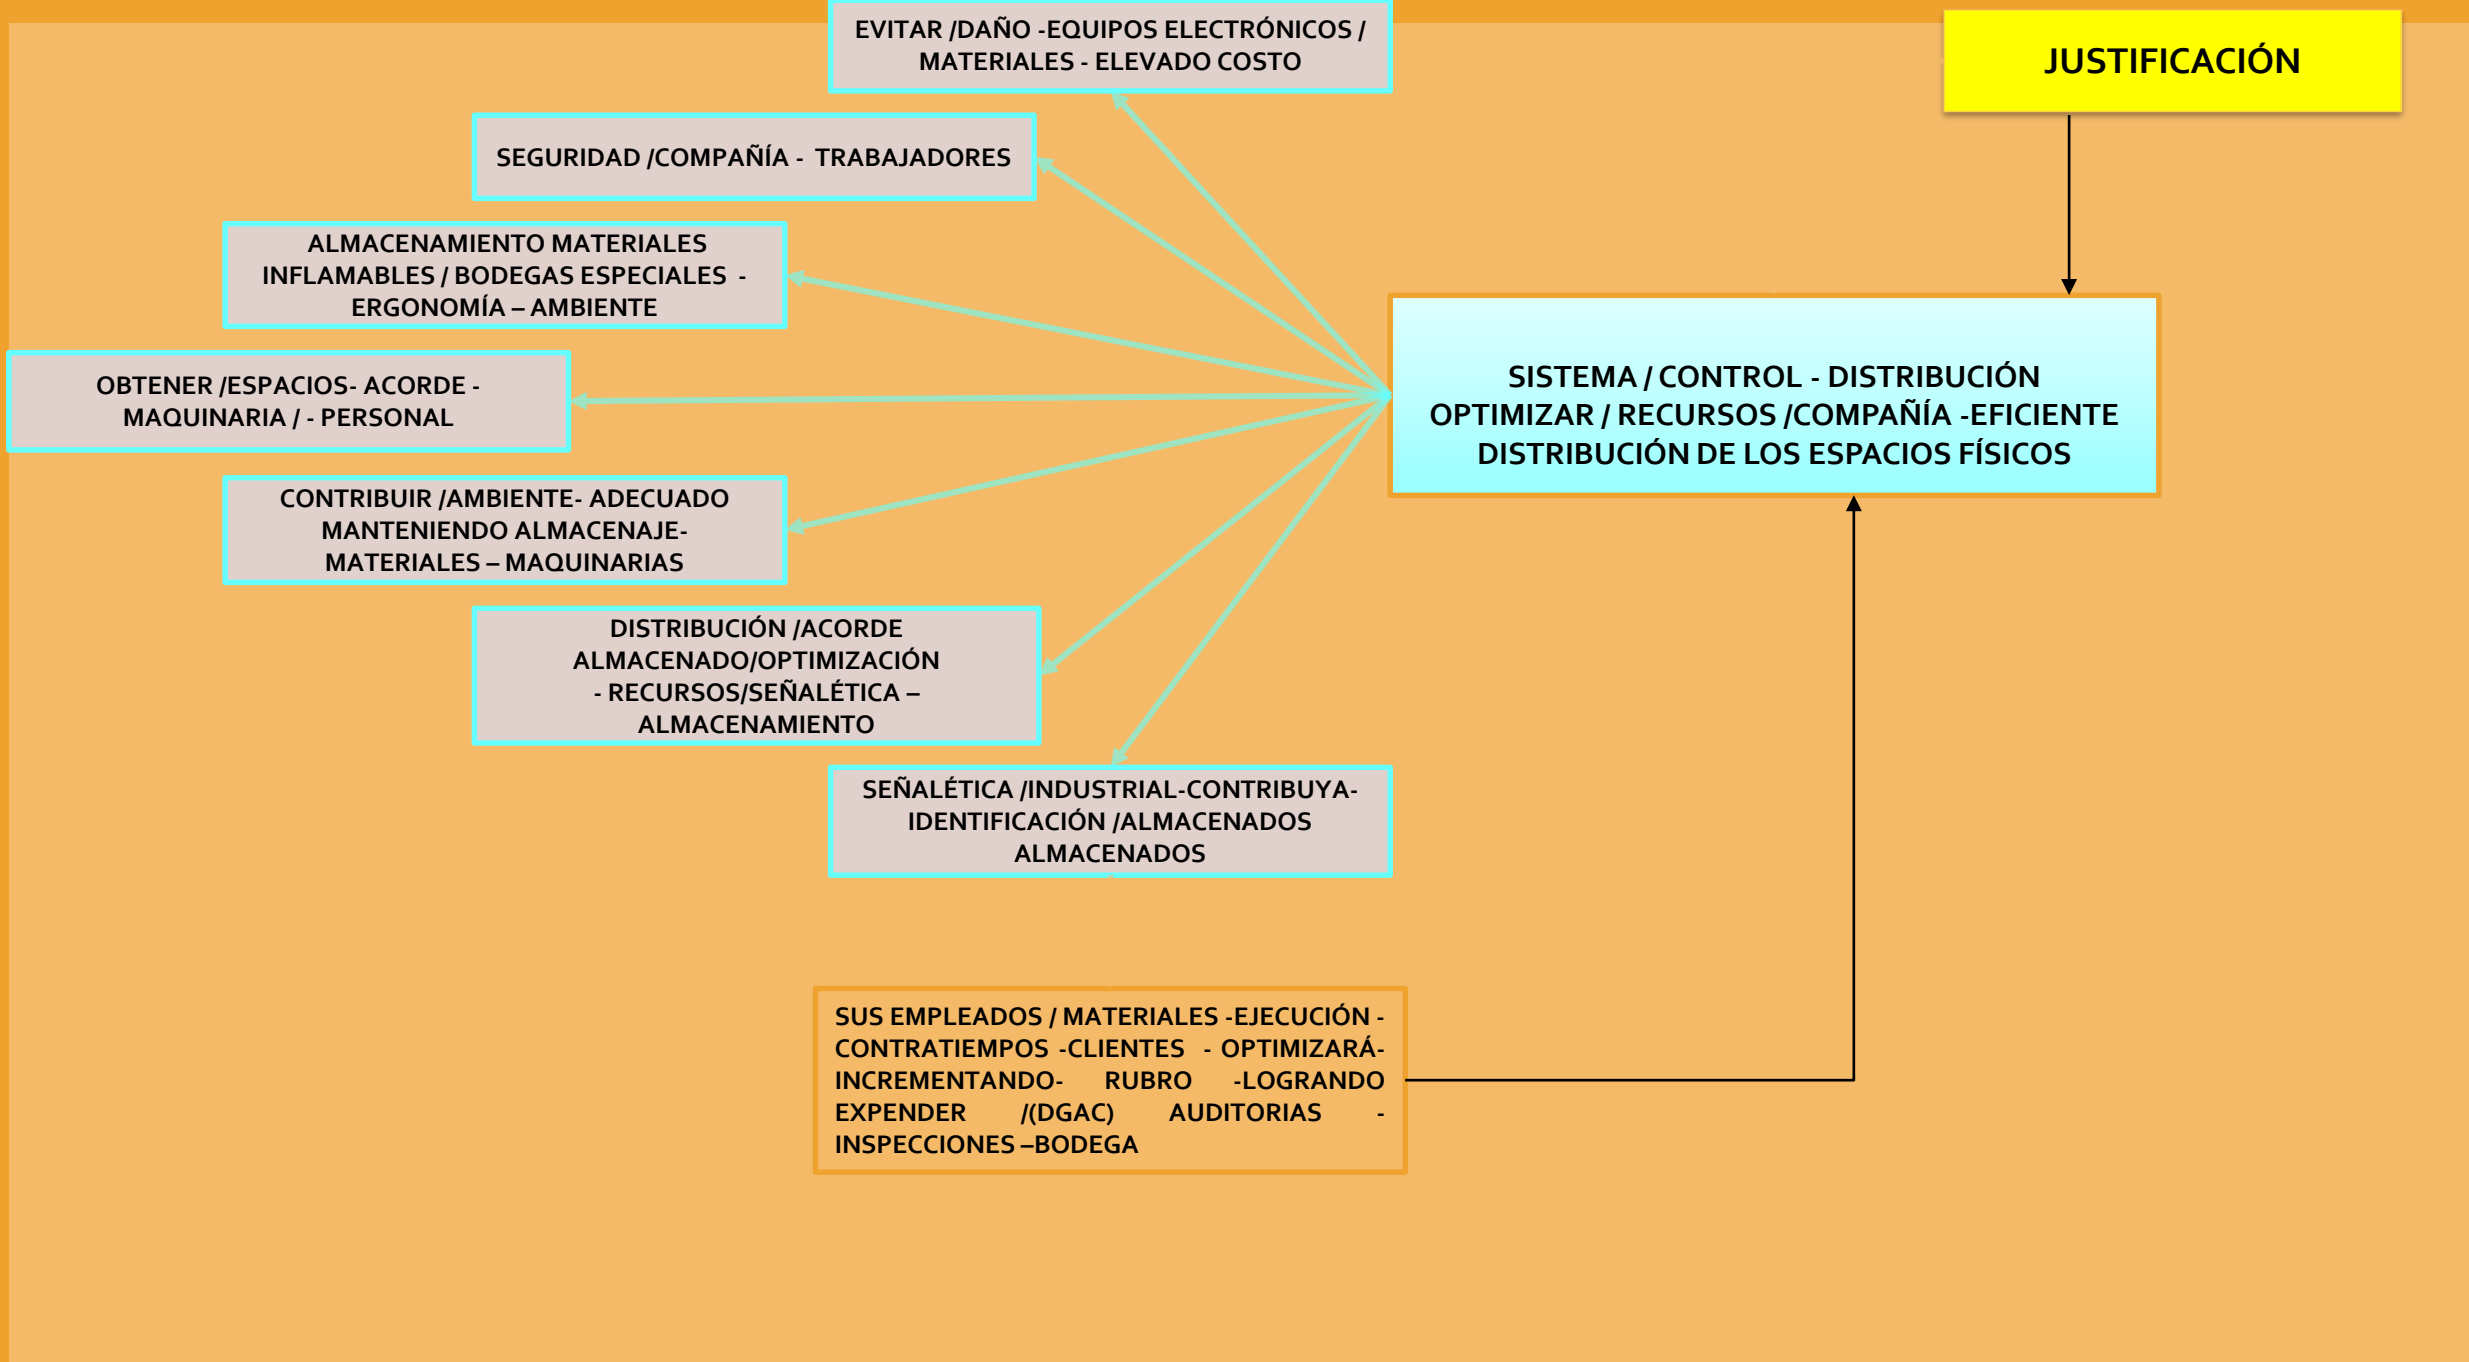 JUSTIFICACIÓN
SISTEMA / CONTROL - DISTRIBUCIÓN
OPTIMIZAR / RECURSOS /COMPAÑÍA -EFICIENTE
DISTRIBUCIÓN DE LOS ESPACIOS FÍSICOS
EVITAR /DAÑO -EQUIPOS ELECTRÓNICOS /
MATERIALES - ELEVADO COSTO
SEGURIDAD /COMPAÑÍA - TRABAJADORES
ALMACENAMIENTO MATERIALES
INFLAMABLES / BODEGAS ESPECIALES -
ERGONOMÍA – AMBIENTE
OBTENER /ESPACIOS- ACORDE -
MAQUINARIA / - PERSONAL
CONTRIBUIR /AMBIENTE- ADECUADO
MANTENIENDO ALMACENAJE-
MATERIALES – MAQUINARIAS
DISTRIBUCIÓN /ACORDE
ALMACENADO/OPTIMIZACIÓN
- RECURSOS/SEÑALÉTICA –
ALMACENAMIENTO
SEÑALÉTICA /INDUSTRIAL-CONTRIBUYA-
IDENTIFICACIÓN /ALMACENADOS
ALMACENADOS
SUS EMPLEADOS / MATERIALES -EJECUCIÓN -
CONTRATIEMPOS -CLIENTES - OPTIMIZARÁ-
INCREMENTANDO- RUBRO -LOGRANDO
EXPENDER /(DGAC) AUDITORIAS -
INSPECCIONES –BODEGA